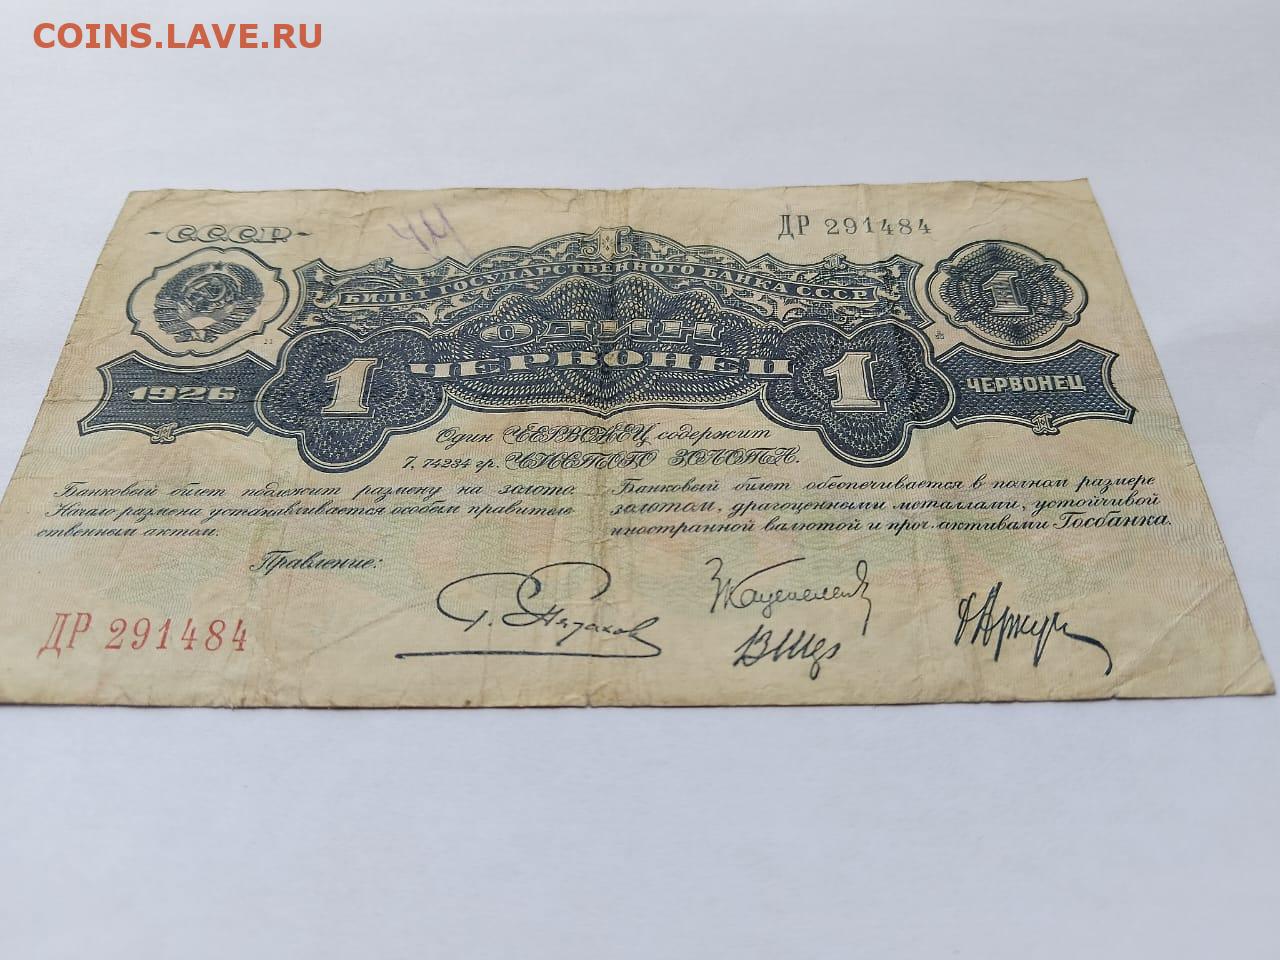 COINS.LAVE.RU
С.С.С.Р.
ЧМ
ДР 291484
БИЛЕТ ГОСУДАРСТВЕННОГО БАНКА СССР
1
ОДИН
ЧЕРВОНЕЦ
1926
1
1
ЧЕРВОНЕЦ
Один ЧЕРВОНЕЦ содержит
7,74234 гр. ЧИСТОГО ЗОЛОТА.
Банковый билет подлежит размену на золото.
Начало размена устанавливается особым правитель
ственным актом.
Банковый билет обеспечивается в полном размере
золотом, драгоценными металлами, устойчивой
иностранной валютой и проч. активами Госбанка.
Правление:
ДР 291484